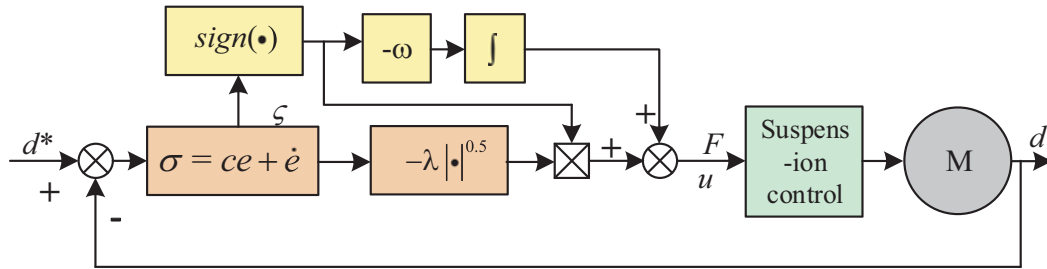 sign(•)
-ω
∫
+
ς
d*
+
-
σ = ce + ė
-λ|•|^0.5
+
F
u
Suspens
-ion
control
M
d